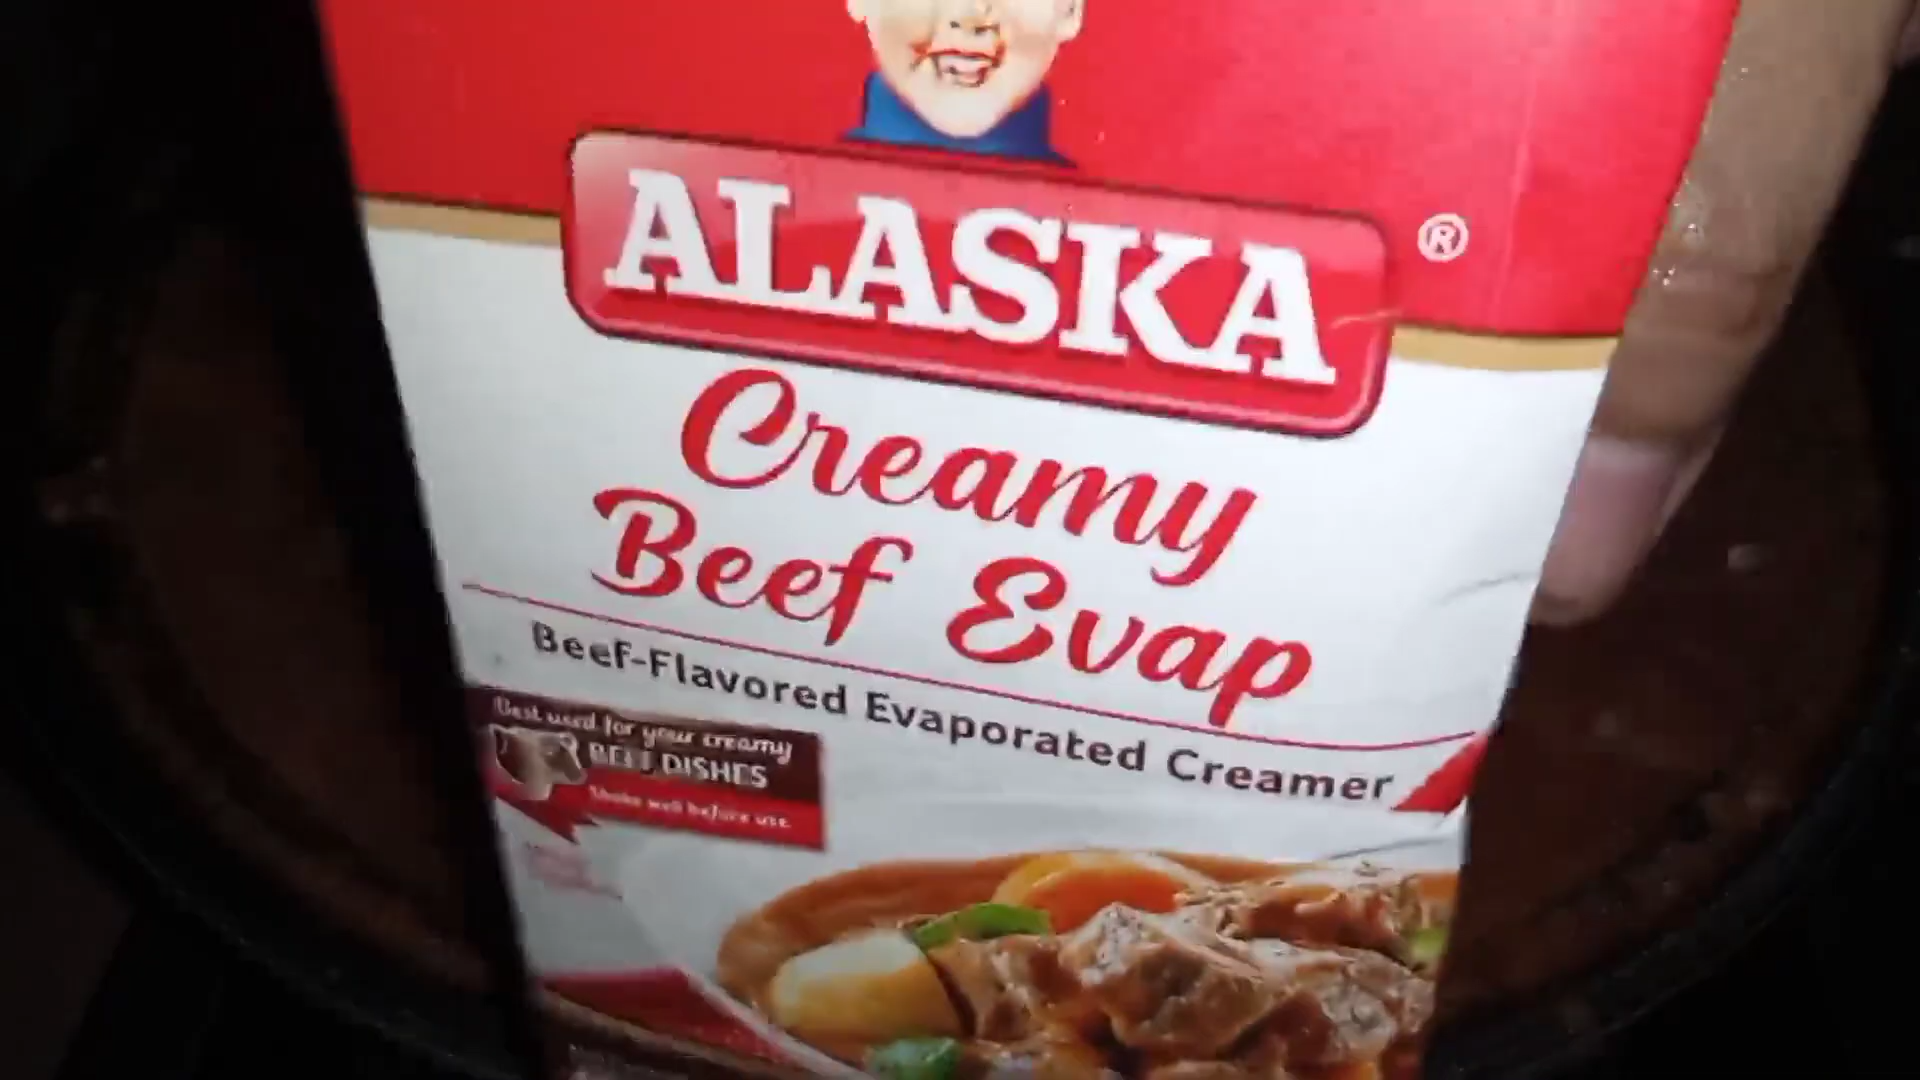 ALASKA ®
Creamy
Beef Evap
Beef-Flavored Evaporated Creamer
Best used for your creamy
BEEF DISHES
Shake well before use